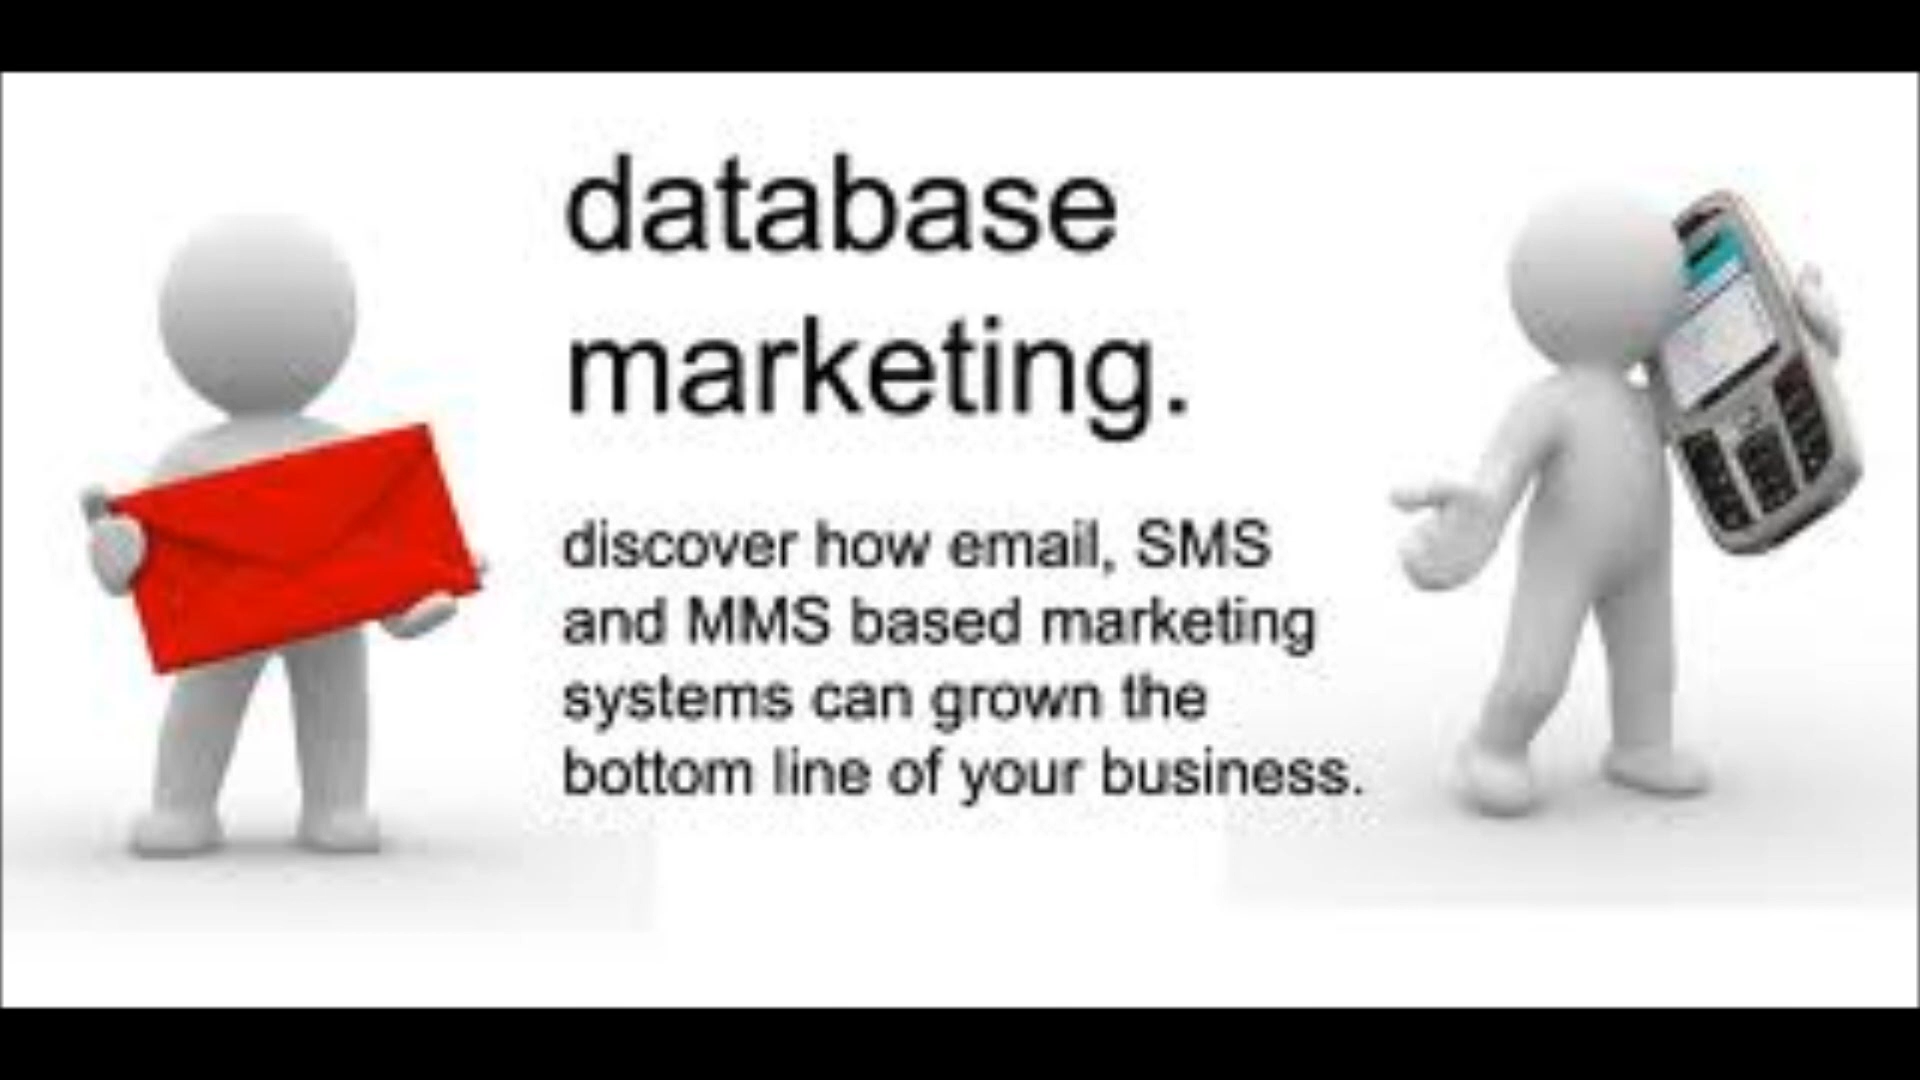 database
marketing.
discover how email, SMS
and MMS based marketing
systems can grown the
bottom line of your business.